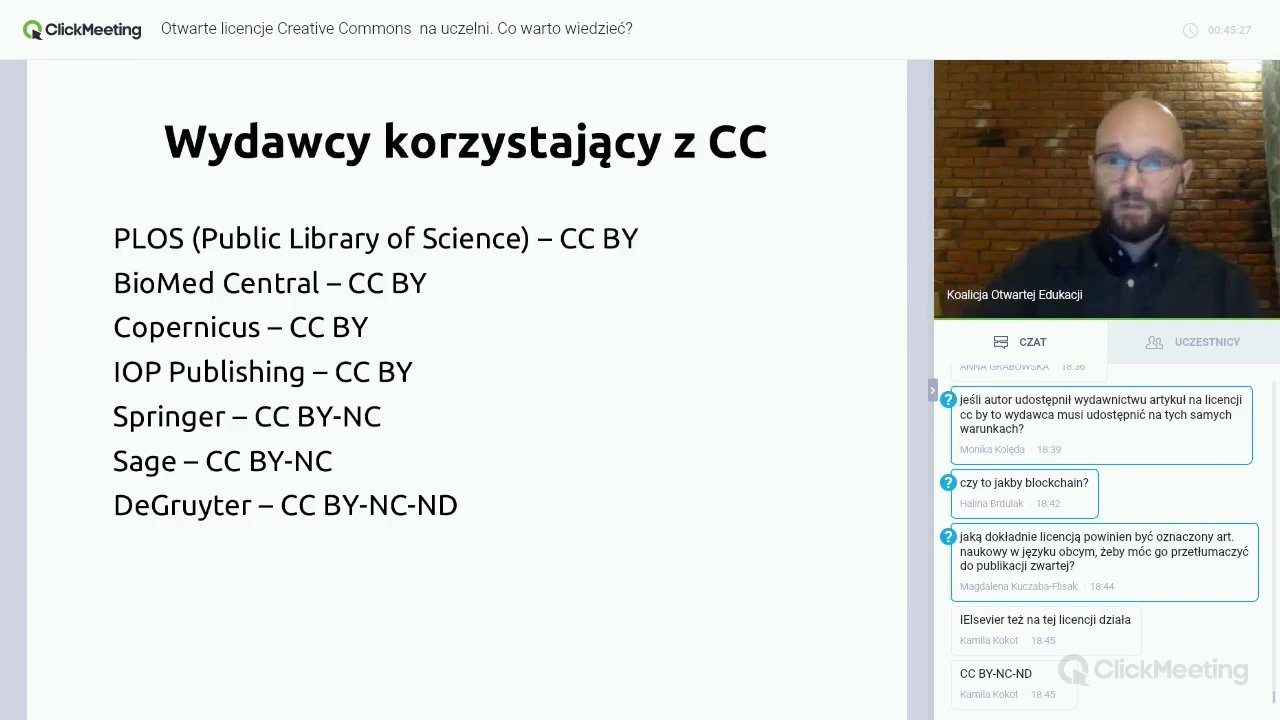 ClickMeeting
Otwarte licencje Creative Commons na uczelni. Co warto wiedzieć?
00:45:27
Wydawcy korzystający z CC
PLOS (Public Library of Science) – CC BY
BioMed Central – CC BY
Copernicus – CC BY
IOP Publishing – CC BY
Springer – CC BY-NC
Sage – CC BY-NC
DeGruyter – CC BY-NC-ND
Koalicja Otwartej Edukacji
CZAT
UCZESTNICY
ANNA GRABOWSKA 18:36
jeśli autor udostępnił wydawnictwu artykuł na licencji
cc by to wydawca musi udostępnić na tych samych
warunkach?
Monika Kolęda 18:39
czy to jakby blockchain?
Halina Brdulak 18:42
jaką dokładnie licencją powinien być oznaczony art.
naukowy w języku obcym, żeby móc go przetłumaczyć
do publikacji zwartej?
Magdalena Kuczaba-Flisak 18:44
IElsevier też na tej licencji działa
Kamila Kokot 18:45
CC BY-NC-ND
Kamila Kokot 18:45
ClickMeeting